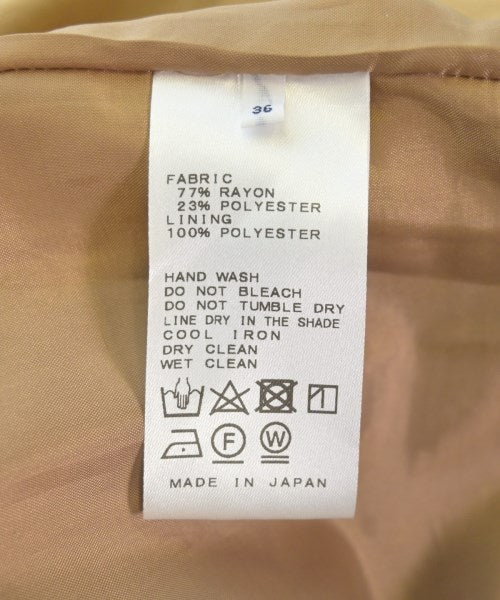 36
FABRIC
77% RAYON
23% POLYESTER
LINING
100% POLYESTER
HAND WASH
DO NOT BLEACH
DO NOT TUMBLE DRY
LINE DRY IN THE SHADE
COOL IRON
DRY CLEAN
WET CLEAN
F W
MADE IN JAPAN